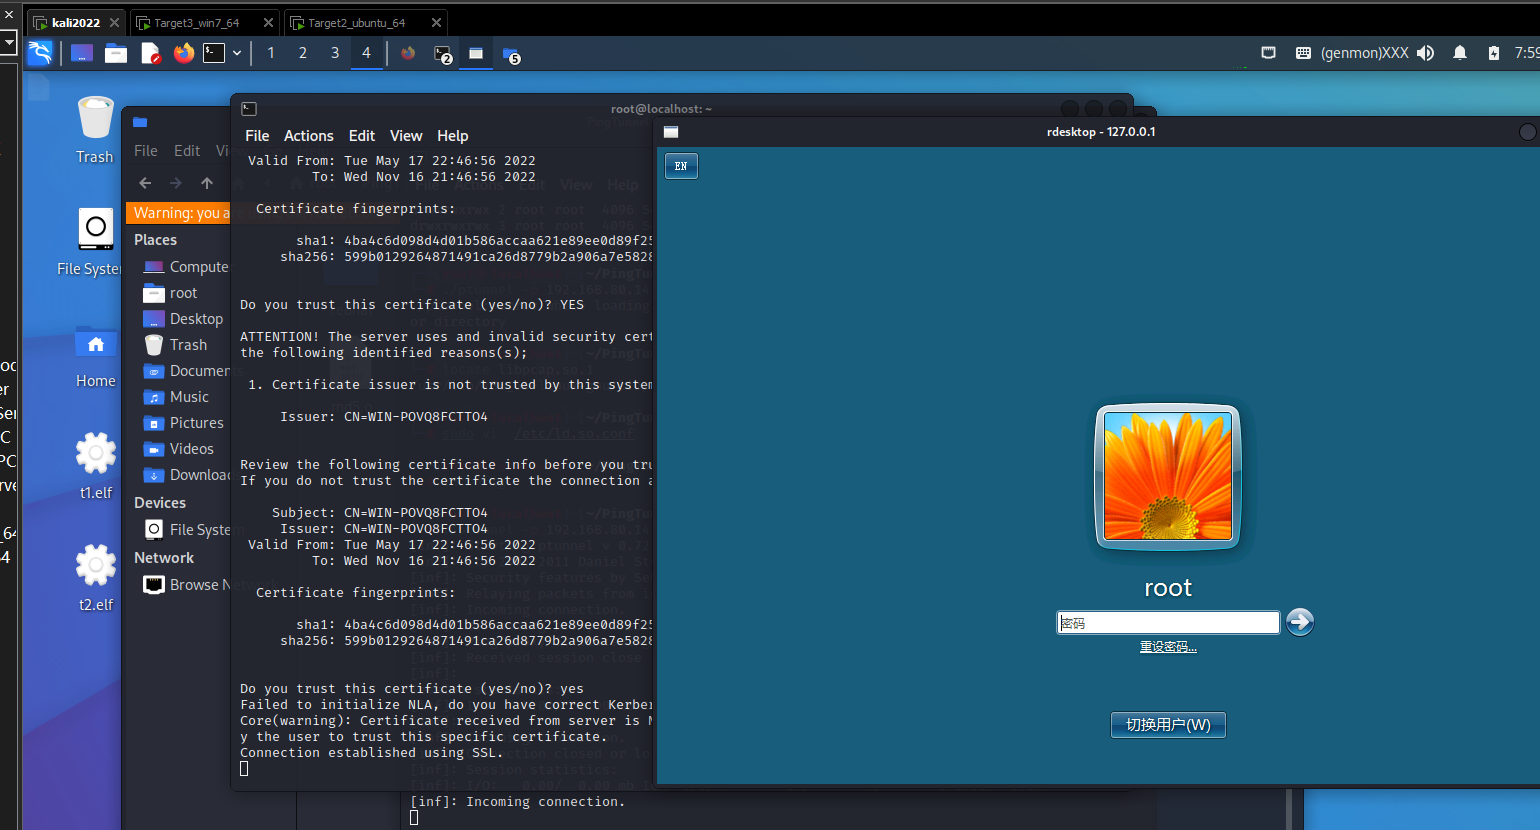 kali2022
Target3_win7_64
Target2_ubuntu_64
1 2 3 4
2
5
(genmon)XXX
7:59
Trash
File Syste
Home
t1.elf
t2.elf
File Edit Vi
Warning: you a
Places
Compute
root
Desktop
Trash
Documen
Music
Pictures
Videos
Downloa
Devices
File Syste
Network
Browse N
root@localhost: ~
File Actions Edit View Help
Valid From: Tue May 17 22:46:56 2022
To: Wed Nov 16 21:46:56 2022
Certificate fingerprints:
sha1: 4ba4c6d098d4d01b586accaa621e89ee0d89f25
sha256: 599b0129264871491ca26d8779b2a906a7e5828
Do you trust this certificate (yes/no)? YES
ATTENTION! The server uses and invalid security cert
the following identified reasons(s);
1. Certificate issuer is not trusted by this system
Issuer: CN=WIN-POVQ8FCTTO4
Review the following certificate info before you tru
If you do not trust the certificate the connection a
Subject: CN=WIN-POVQ8FCTTO4
Issuer: CN=WIN-POVQ8FCTTO4
Valid From: Tue May 17 22:46:56 2022
To: Wed Nov 16 21:46:56 2022
Certificate fingerprints:
sha1: 4ba4c6d098d4d01b586accaa621e89ee0d89f25
sha256: 599b0129264871491ca26d8779b2a906a7e5828
Do you trust this certificate (yes/no)? yes
Failed to initialize NLA, do you have correct Kerber
Core(warning): Certificate received from server is N
y the user to trust this specific certificate.
Connection established using SSL.
[inf]: Incoming connection.
rdesktop - 127.0.0.1
EN
root
密码
重设密码...
切换用户(W)